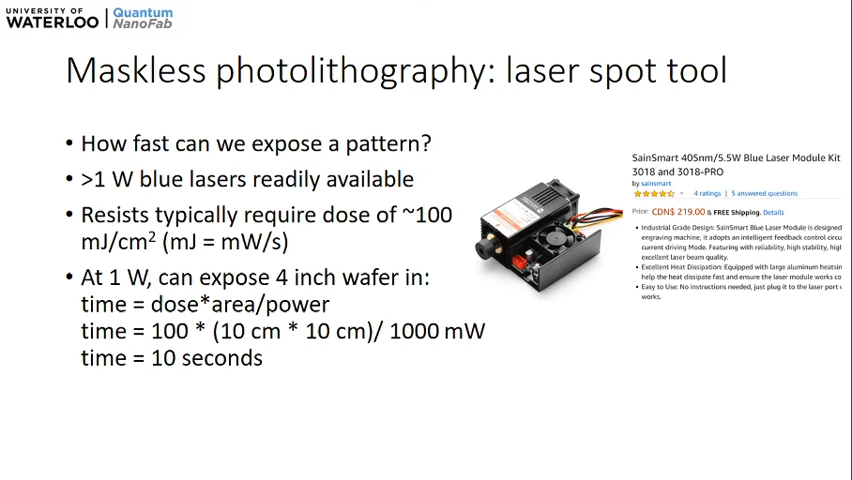 UNIVERSITY OF
WATERLOO
Quantum
NanoFab
Maskless photolithography: laser spot tool
• How fast can we expose a pattern?
• >1 W blue lasers readily available
• Resists typically require dose of ~100
mJ/cm² (mJ = mW/s)
• At 1 W, can expose 4 inch wafer in:
time = dose*area/power
time = 100 * (10 cm * 10 cm)/ 1000 mW
time = 10 seconds
SainSmart 405nm/5.5W Blue Laser Module Kit
3018 and 3018-PRO
by sainsmart
4 ratings | 5 answered questions
Price: CDN$ 219.00 & FREE Shipping. Details
• Industrial Grade Design: SainSmart Blue Laser Module is designed
engraving machine, it adopts an intelligent feedback control circu
current driving Mode. Featuring with reliability, high stability, high
excellent laser beam quality.
• Excellent Heat Dissipation: Equipped with large aluminum heatsin
help the heat dissipate fast and ensure the laser module works co
• Easy to Use: No instructions needed, just plug it to the laser port
works.